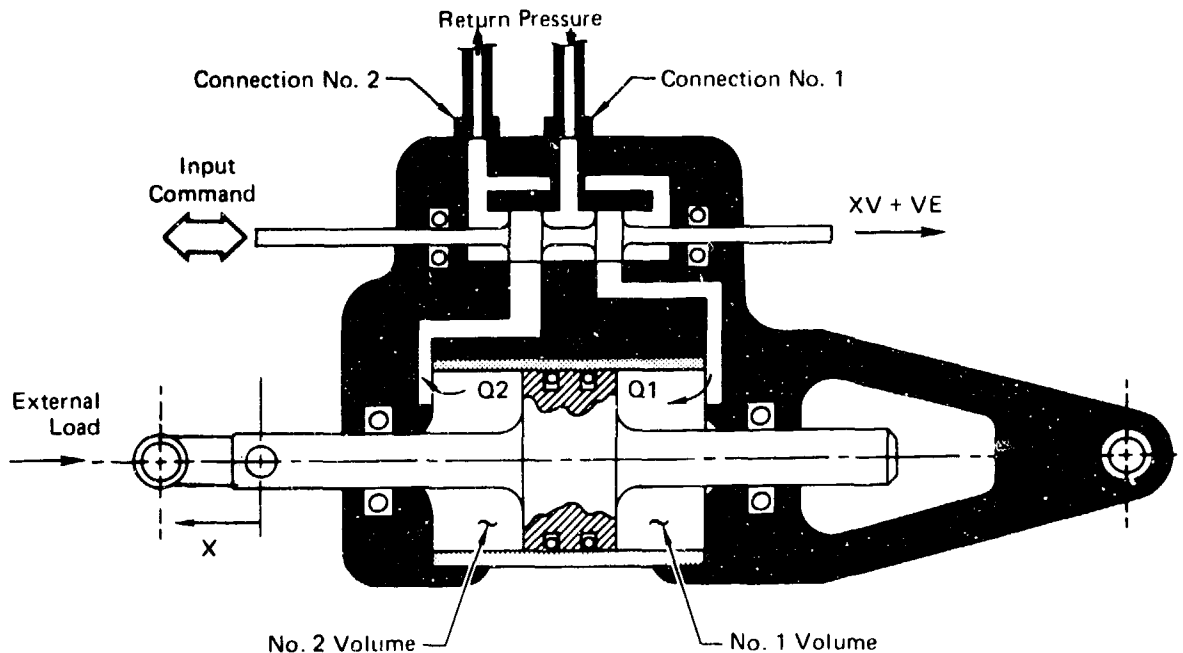 Return Pressure
Connection No. 2
Connection No. 1
Input
Command
XV + VE
Q2
Q1
External
Load
X
No. 2 Volume
No. 1 Volume